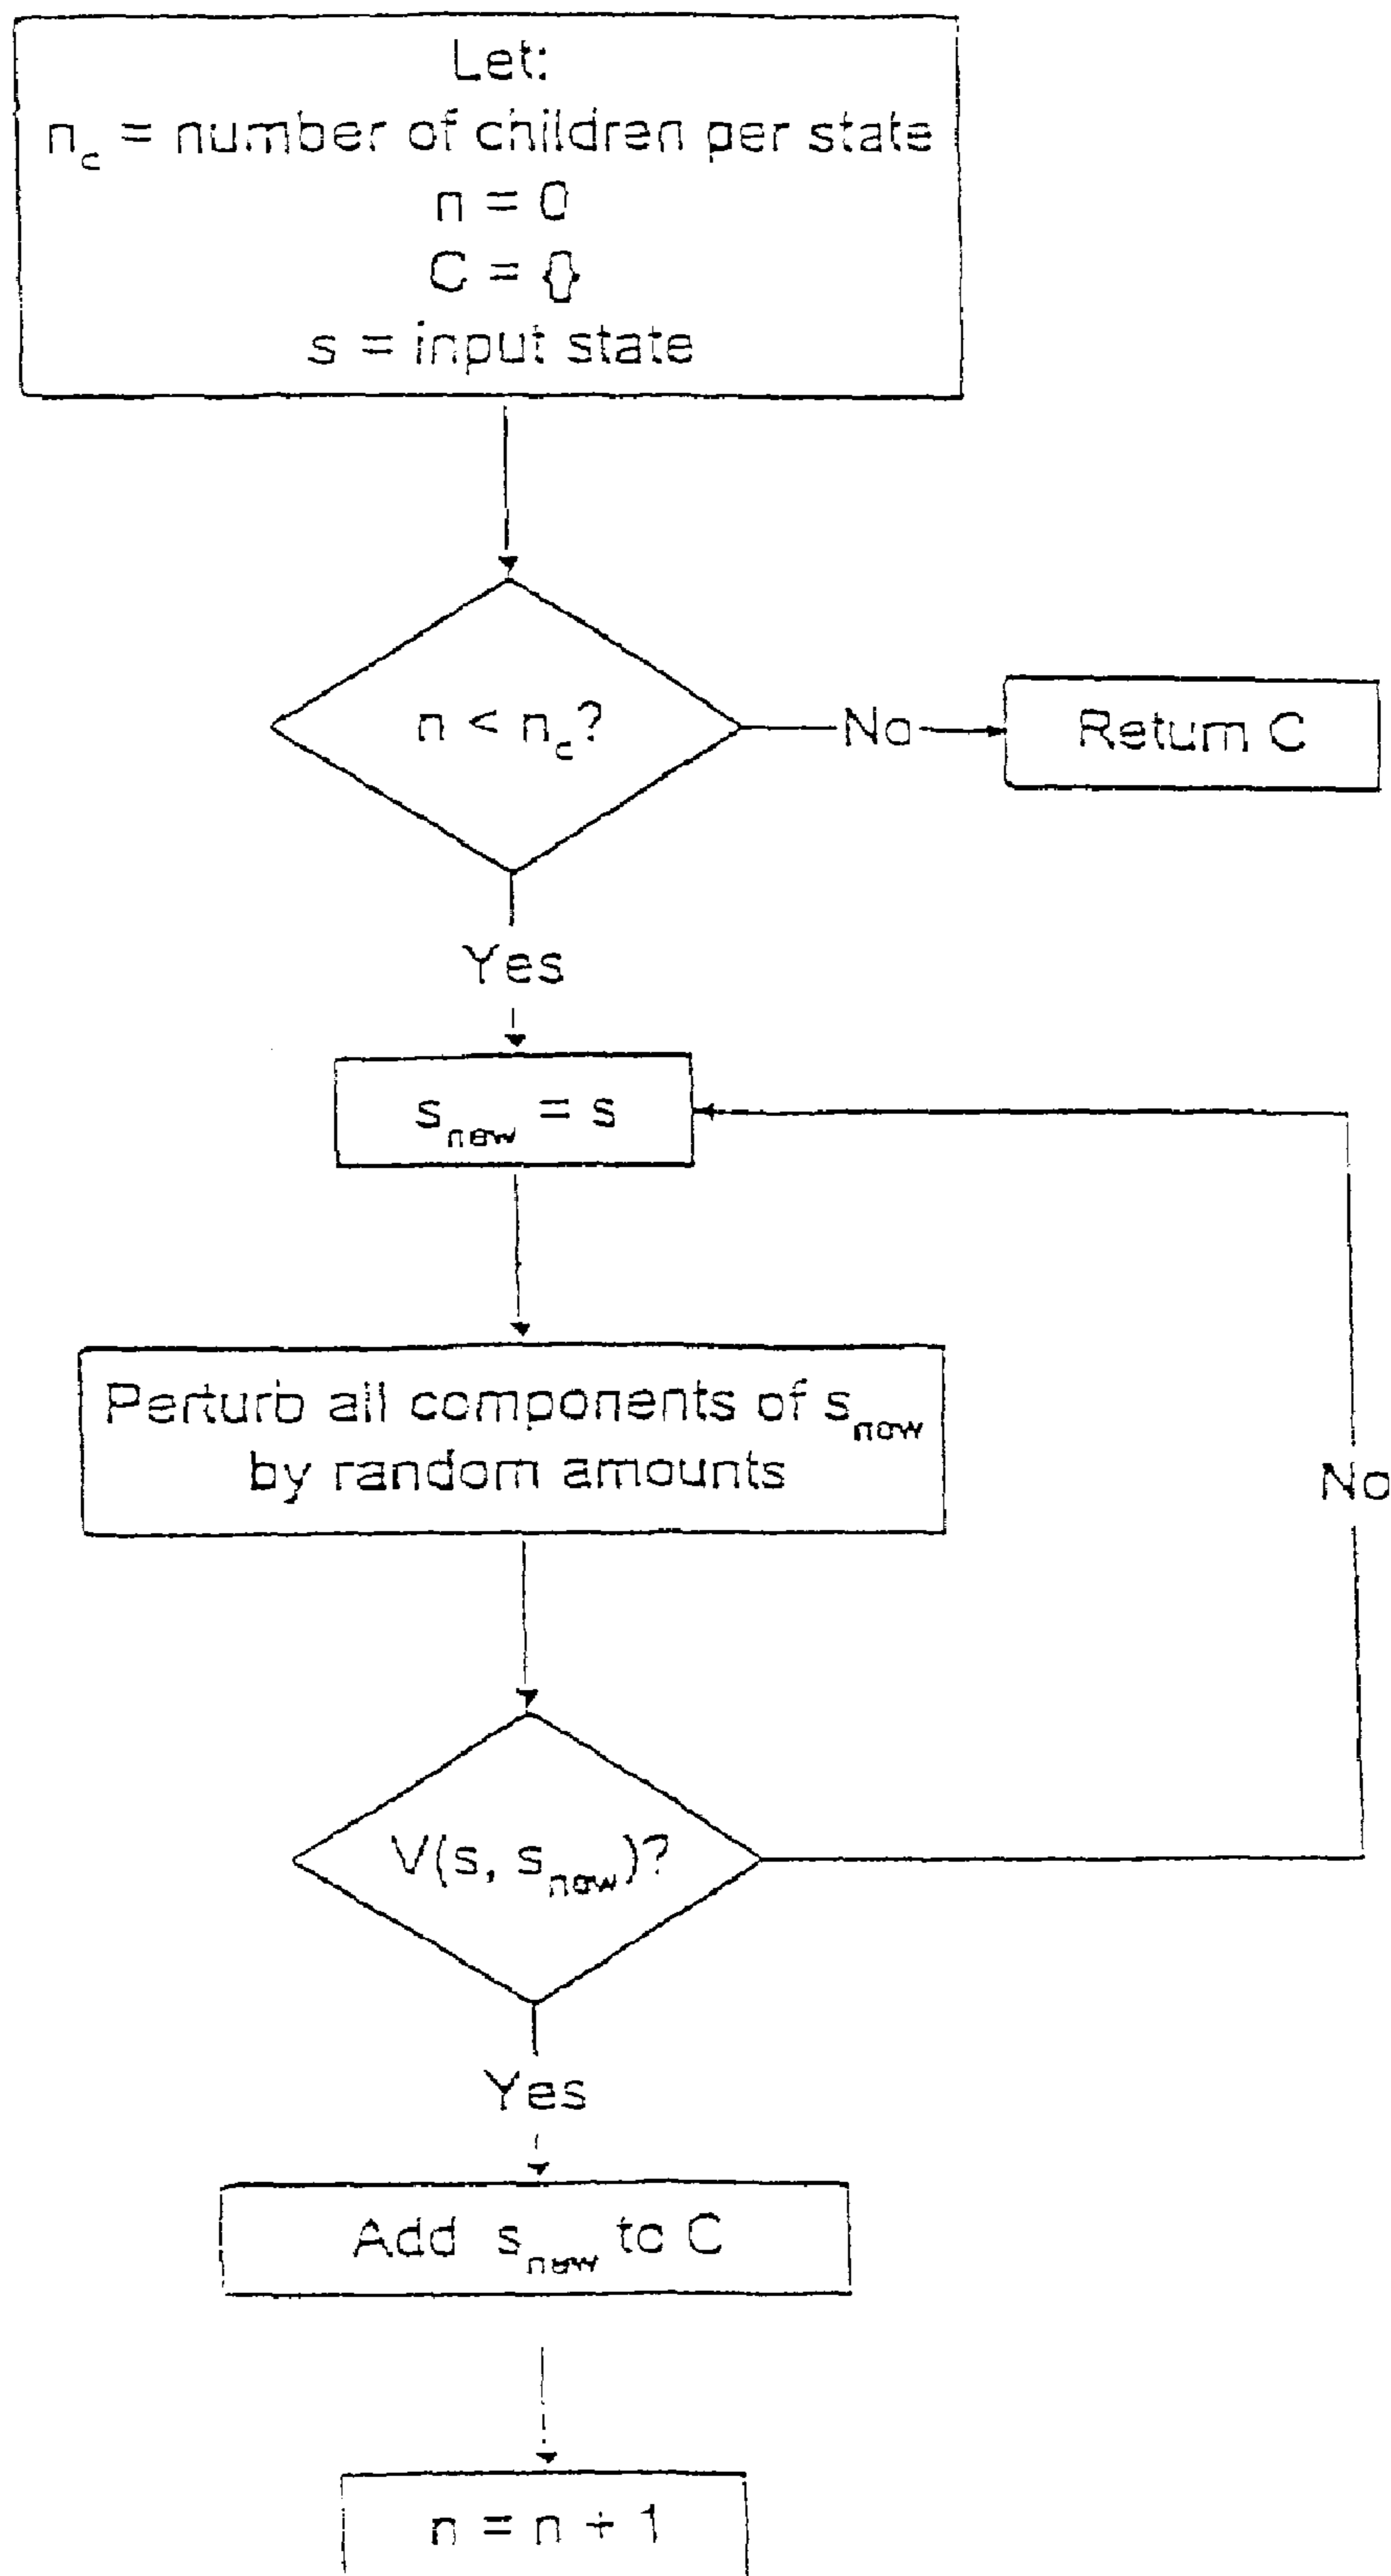 Let:
n_c = number of children per state
n = 0
C = {}
s = input state
n < n_c?
No
Return C
Yes
s_new = s
Perturb all components of s_new
by random amounts
No
V(s, s_new)?
Yes
Add s_new to C
n = n + 1